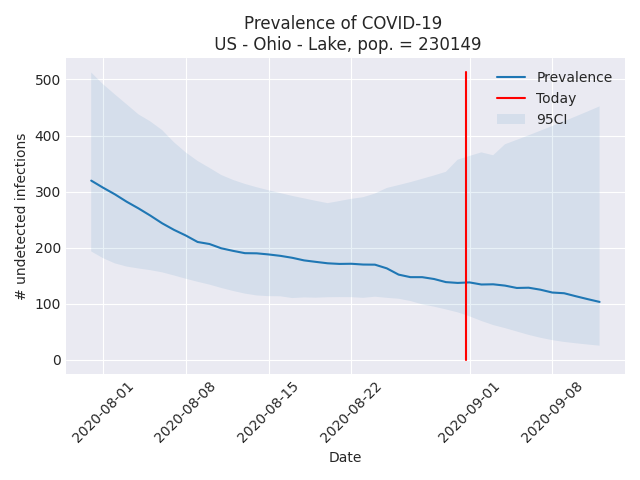 Prevalence of COVID-19
US - Ohio - Lake, pop. = 230149
Prevalence
Today
95CI
# undetected infections
500
400
300
200
100
0
2020-08-01
2020-08-08
2020-08-15
2020-08-22
2020-09-01
2020-09-08
Date